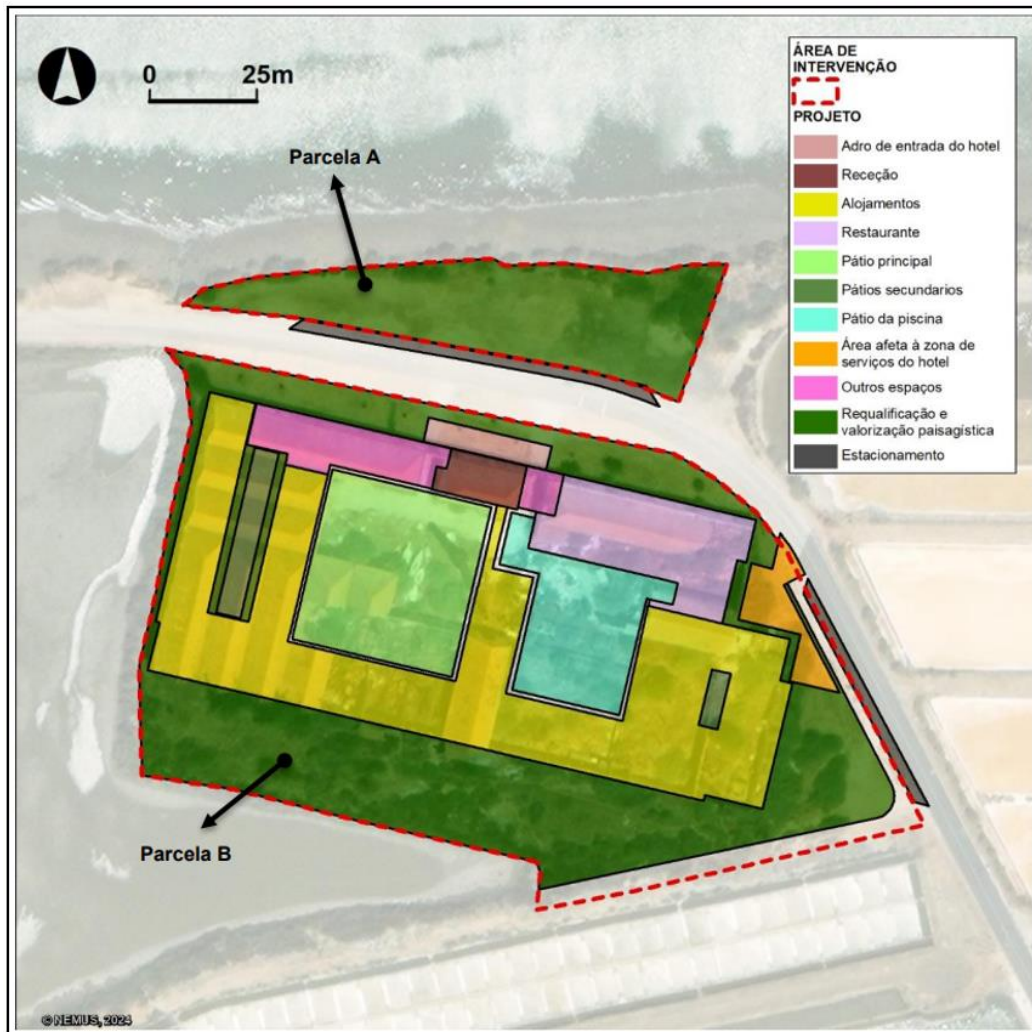 0 25m
Parcela A
Parcela B
ÁREA DE
INTERVENÇÃO
PROJETO
Adro de entrada do hotel
Receção
Alojamentos
Restaurante
Pátio principal
Pátios secundarios
Pátio da piscina
Área afeta à zona de
serviços do hotel
Outros espaços
Requalificação e
valorização paisagística
Estacionamento
© NEMUS, 2024